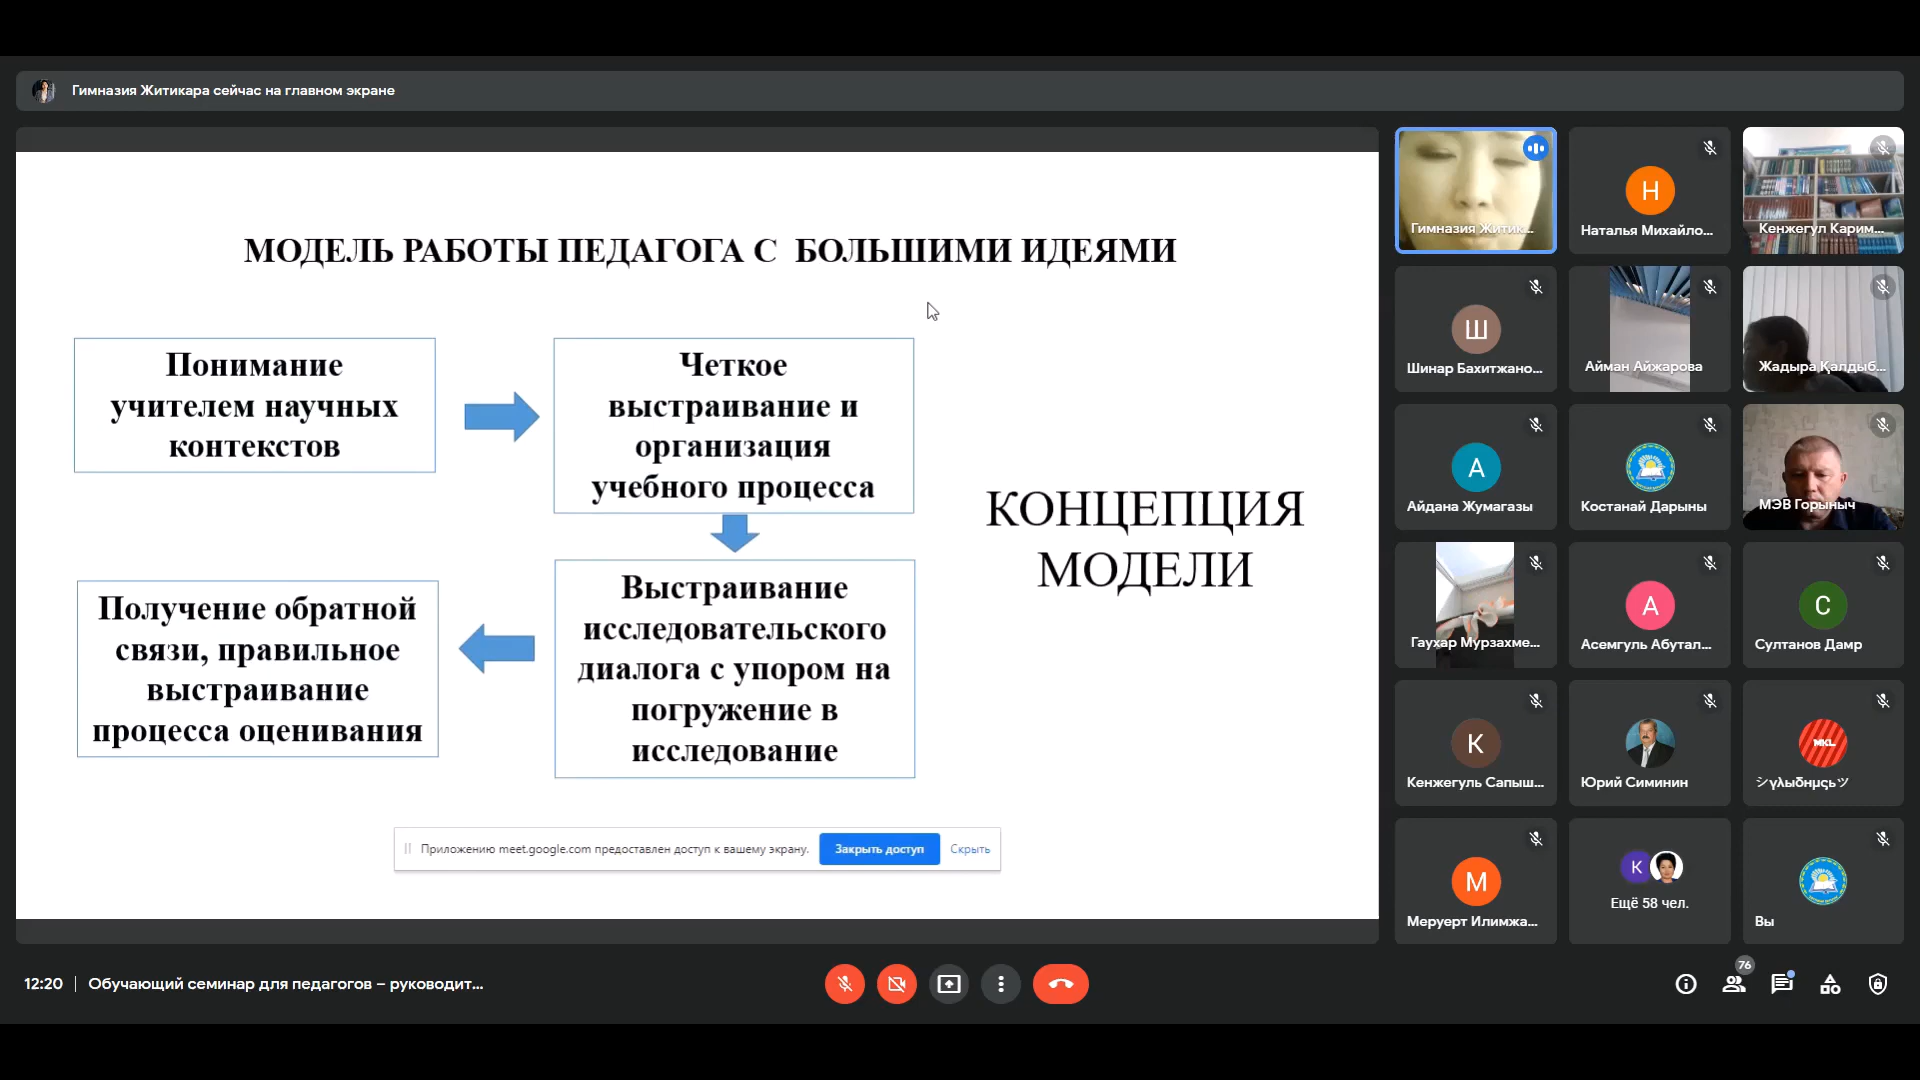 Гимназия Житикара сейчас на главном экране
МОДЕЛЬ РАБОТЫ ПЕДАГОГА С БОЛЬШИМИ ИДЕЯМИ
Понимание
учителем научных
контекстов
Четкое
выстраивание и
организация
учебного процесса
Выстраивание
исследовательского
диалога с упором на
погружение в
исследование
Получение обратной
связи, правильное
выстраивание
процесса оценивания
КОНЦЕПЦИЯ
МОДЕЛИ
Приложению meet.google.com предоставлен доступ к вашему экрану.
Закрыть доступ
Скрыть
Гимназия Житик...
Н
Наталья Михайло...
Кенжегул Карим...
Ш
Шинар Бахитжано...
Айман Айжарова
Жадыра Қалдыб...
А
Айдана Жумагазы
Костанай Дарыны
МЭВ Горыныч
Гаухар Мурзахме...
А
Асемгуль Абутал...
С
Султанов Дамр
К
Кенжегуль Сапыш...
Юрий Симинин
MKL
М
Меруерт Илимжа...
К
Ещё 58 чел.
Вы
12:20
Обучающий семинар для педагогов – руководит...
76